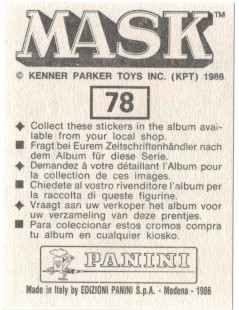 MASK™
© KENNER PARKER TOYS INC. (KPT) 1986
78
✦ Collect these stickers in the album avai-
lable from your local shop.
■ Fragt bei Eurem Zeitschriftenhändler nach
dem Album für diese Serie.
✦ Demandez à votre détaillant l'Album pour
la collection de ces images.
■ Chiedete al vostro rivenditore l'album per
la raccolta di queste figurine.
✦ Vraagt aan uw verkoper het album voor
uw verzameling van deze prentjes.
■ Para coleccionar estos cromos compra
tu album en cualquier kiosko.
PANINI
Made in Italy by EDIZIONI PANINI S.p.A. - Modena - 1986